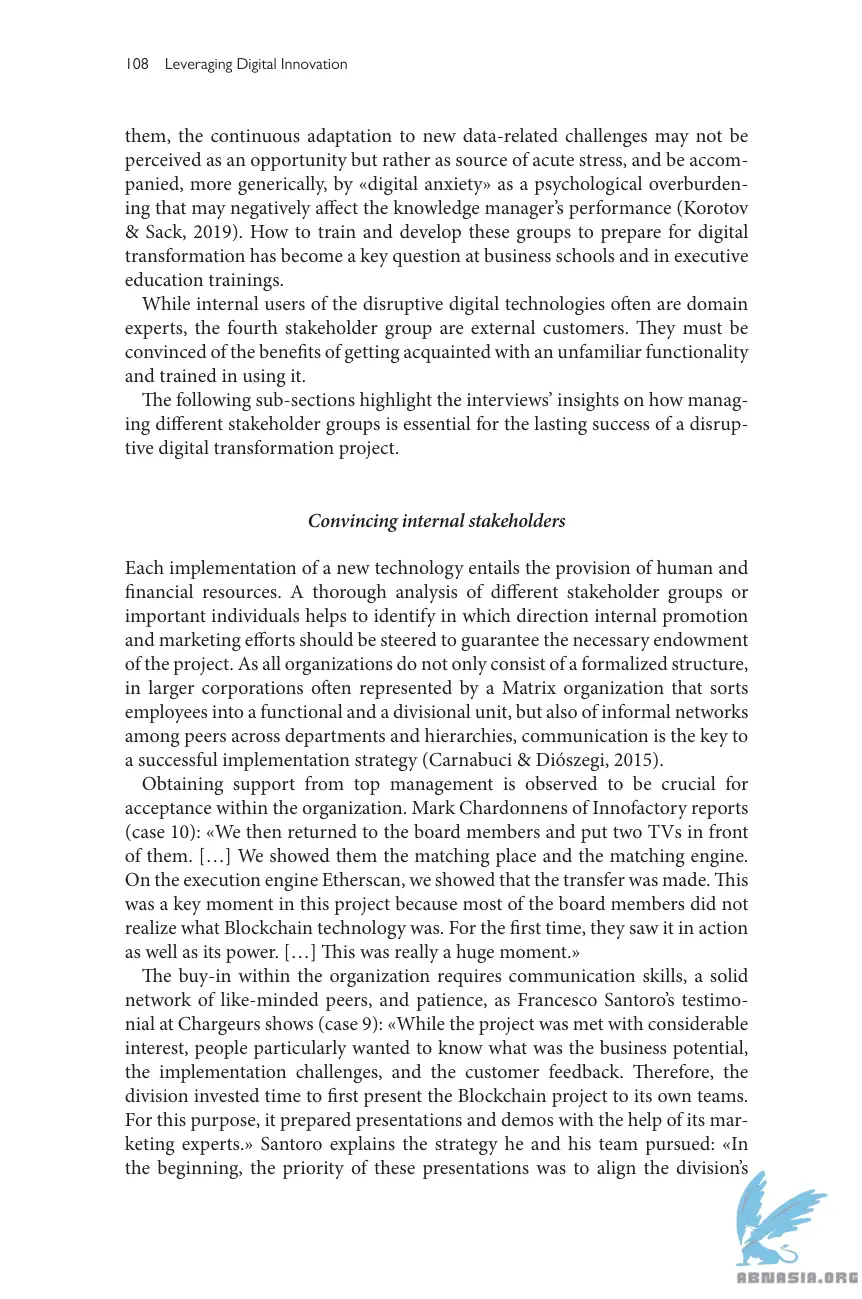 108 Leveraging Digital Innovation
them, the continuous adaptation to new data-related challenges may not be
perceived as an opportunity but rather as source of acute stress, and be accom-
panied, more generically, by «digital anxiety» as a psychological overburden-
ing that may negatively affect the knowledge manager’s performance (Korotov
& Sack, 2019). How to train and develop these groups to prepare for digital
transformation has become a key question at business schools and in executive
education trainings.
While internal users of the disruptive digital technologies often are domain
experts, the fourth stakeholder group are external customers. They must be
convinced of the benefits of getting acquainted with an unfamiliar functionality
and trained in using it.
The following sub-sections highlight the interviews’ insights on how manag-
ing different stakeholder groups is essential for the lasting success of a disrup-
tive digital transformation project.
Convincing internal stakeholders
Each implementation of a new technology entails the provision of human and
financial resources. A thorough analysis of different stakeholder groups or
important individuals helps to identify in which direction internal promotion
and marketing efforts should be steered to guarantee the necessary endowment
of the project. As all organizations do not only consist of a formalized structure,
in larger corporations often represented by a Matrix organization that sorts
employees into a functional and a divisional unit, but also of informal networks
among peers across departments and hierarchies, communication is the key to
a successful implementation strategy (Carnabuci & Diószegi, 2015).
Obtaining support from top management is observed to be crucial for
acceptance within the organization. Mark Chardonnens of Innofactory reports
(case 10): «We then returned to the board members and put two TVs in front
of them. […] We showed them the matching place and the matching engine.
On the execution engine Etherscan, we showed that the transfer was made. This
was a key moment in this project because most of the board members did not
realize what Blockchain technology was. For the first time, they saw it in action
as well as its power. […] This was really a huge moment.»
The buy-in within the organization requires communication skills, a solid
network of like-minded peers, and patience, as Francesco Santoro’s testimo-
nial at Chargeurs shows (case 9): «While the project was met with considerable
interest, people particularly wanted to know what was the business potential,
the implementation challenges, and the customer feedback. Therefore, the
division invested time to first present the Blockchain project to its own teams.
For this purpose, it prepared presentations and demos with the help of its mar-
keting experts.» Santoro explains the strategy he and his team pursued: «In
the beginning, the priority of these presentations was to align the division’s
ABNASIA.ORG